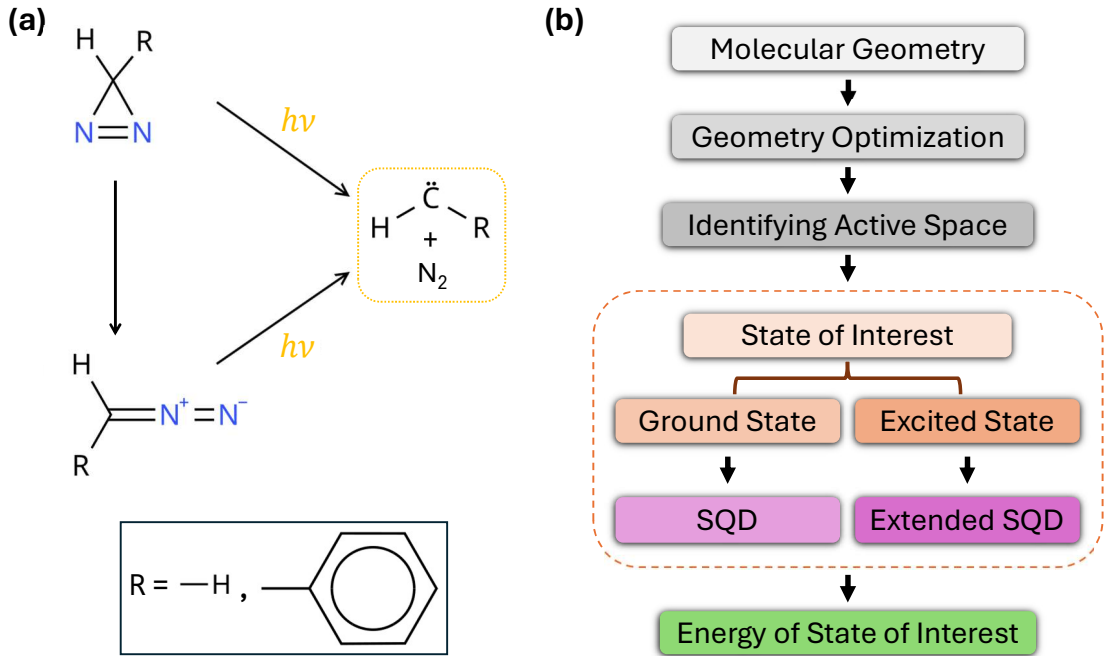 (a)
H R
N N
hν
C̈
H R
+
N₂
hν
H
N⁺ N⁻
R
R = —H ,
(b)
Molecular Geometry
Geometry Optimization
Identifying Active Space
State of Interest
Ground State
Excited State
SQD
Extended SQD
Energy of State of Interest